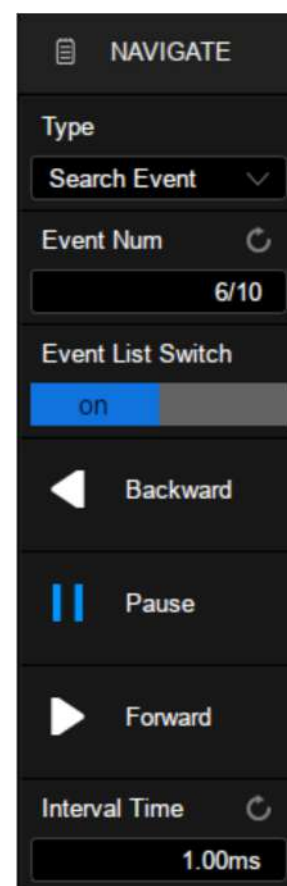 NAVIGATE
Type
Search Event
Event Num
6/10
Event List Switch
on
Backward
Pause
Forward
Interval Time
1.00ms